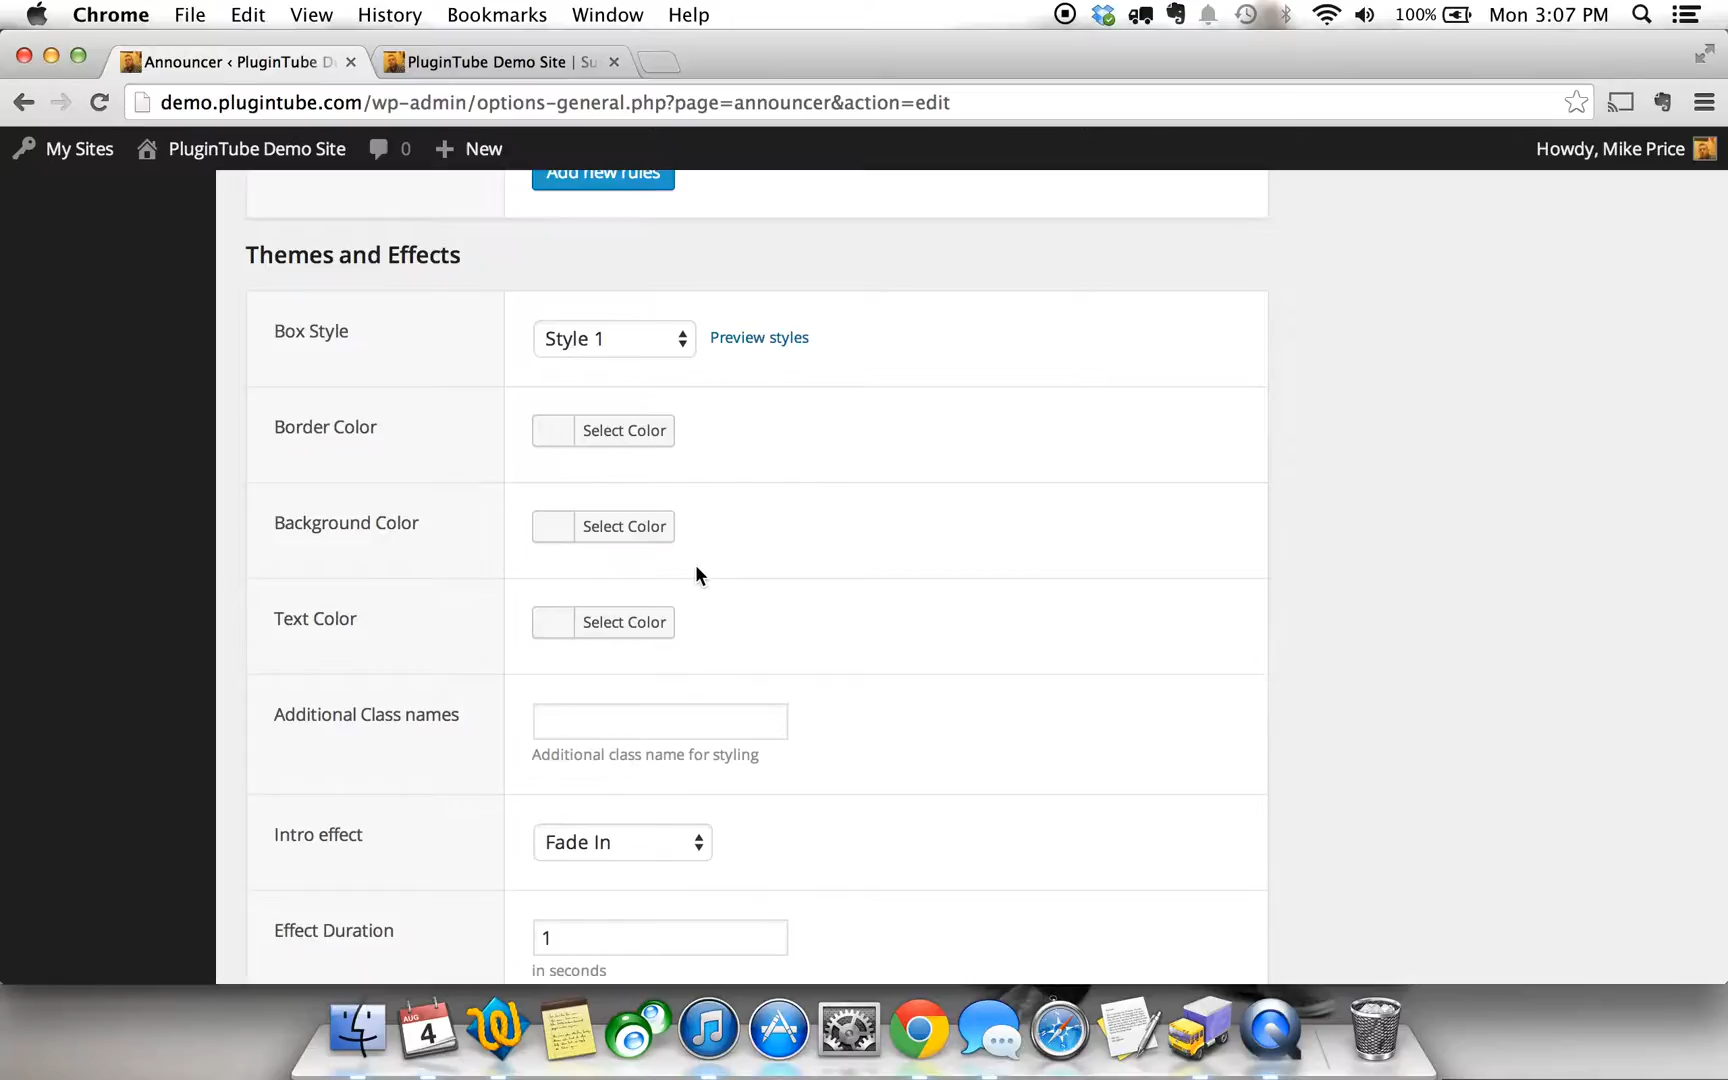 Chrome File Edit View History Bookmarks Window Help 100% Mon 3:07 PM
Announcer ‹ PluginTube D PluginTube Demo Site | Su
demo.plugintube.com/wp-admin/options-general.php?page=announcer&action=edit
My Sites PluginTube Demo Site 0 New Howdy, Mike Price
Add new rules
Themes and Effects
Box Style Style 1 Preview styles
Border Color Select Color
Background Color Select Color
Text Color Select Color
Additional Class names
Additional class name for styling
Intro effect Fade In
Effect Duration 1
in seconds
AUG
4